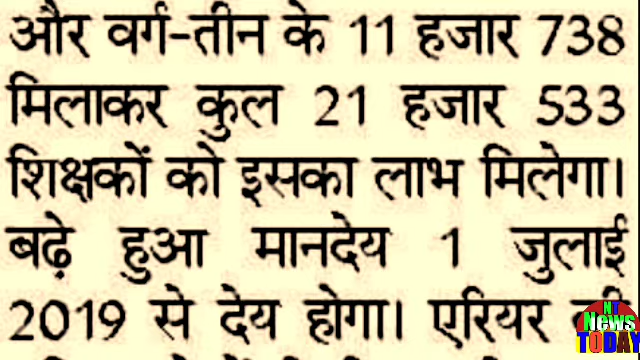 और वर्ग-तीन के 11 हजार 738
मिलाकर कुल 21 हजार 533
शिक्षकों को इसका लाभ मिलेगा।
बढ़े हुआ मानदेय 1 जुलाई
2019 से देय होगा। एरियर
NT
News
TODAY